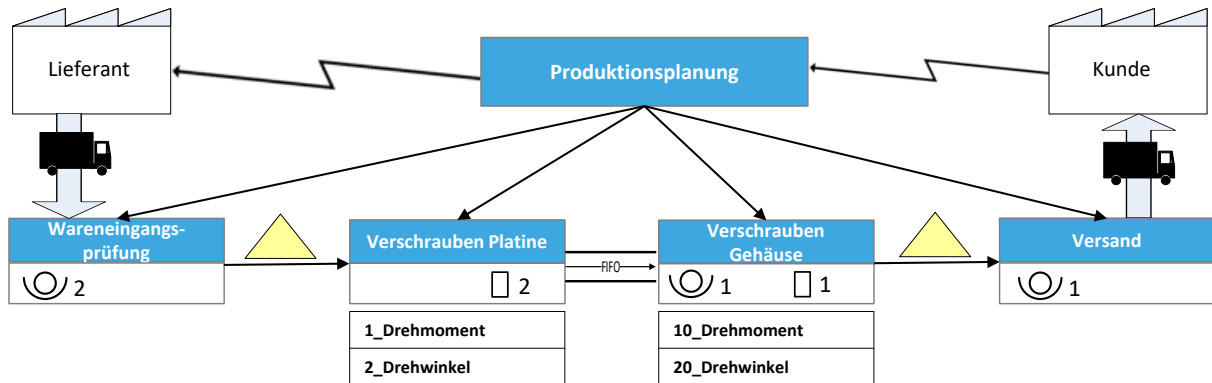 Lieferant
Produktionsplanung
Kunde
Wareneingangs-
prüfung
Verschrauben Platine
Verschrauben
Gehäuse
Versand
2
2
FIFO
1
1
1
1_Drehmoment
10_Drehmoment
2_Drehwinkel
20_Drehwinkel